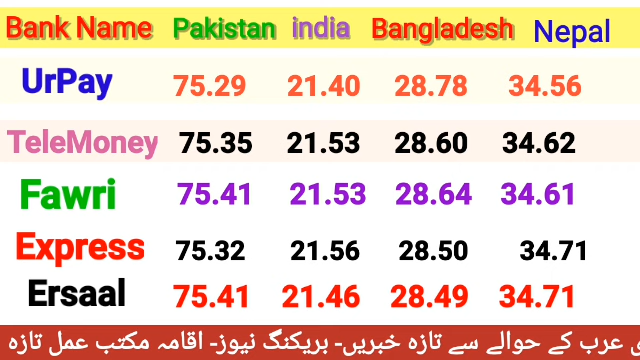 Bank Name Pakistan india Bangladesh Nepal
UrPay 75.29 21.40 28.78 34.56
TeleMoney 75.35 21.53 28.60 34.62
Fawri 75.41 21.53 28.64 34.61
Express 75.32 21.56 28.50 34.71
Ersaal 75.41 21.46 28.49 34.71
عرب کے حوالے سے تازہ خبریں- بریکنگ نیوز- اقامہ مکتب عمل تازہ